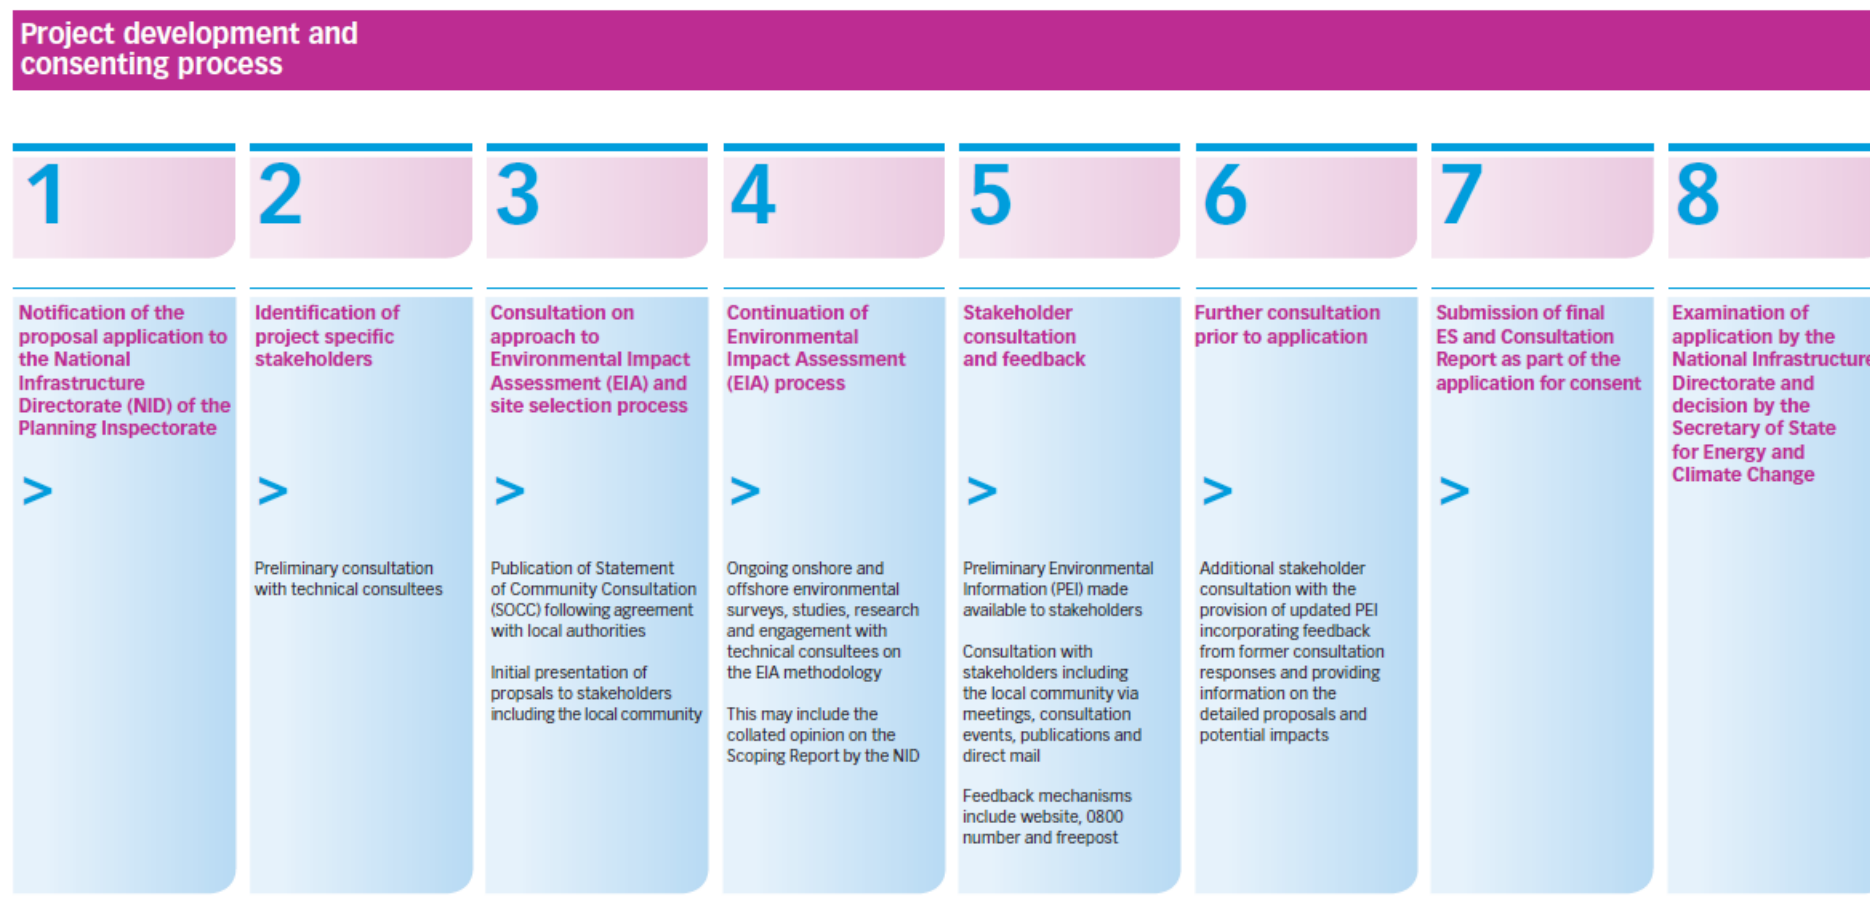 Project development and
consenting process
1
2
3
4
5
6
7
8
Notification of the
proposal application to
the National
Infrastructure
Directorate (NID) of the
Planning Inspectorate
>
Identification of
project specific
stakeholders
>
Preliminary consultation
with technical consultees
Consultation on
approach to
Environmental Impact
Assessment (EIA) and
site selection process
>
Publication of Statement
of Community Consultation
(SOCC) following agreement
with local authorities
Initial presentation of
propsals to stakeholders
including the local community
Continuation of
Environmental
Impact Assessment
(EIA) process
>
Ongoing onshore and
offshore environmental
surveys, studies, research
and engagement with
technical consultees on
the EIA methodology
This may include the
collated opinion on the
Scoping Report by the NID
Stakeholder
consultation
and feedback
>
Preliminary Environmental
Information (PEI) made
available to stakeholders
Consultation with
stakeholders including
the local community via
meetings, consultation
events, publications and
direct mail
Feedback mechanisms
include website, 0800
number and freepost
Further consultation
prior to application
>
Additional stakeholder
consultation with the
provision of updated PEI
incorporating feedback
from former consultation
responses and providing
information on the
detailed proposals and
potential impacts
Submission of final
ES and Consultation
Report as part of the
application for consent
>
Examination of
application by the
National Infrastructure
Directorate and
decision by the
Secretary of State
for Energy and
Climate Change